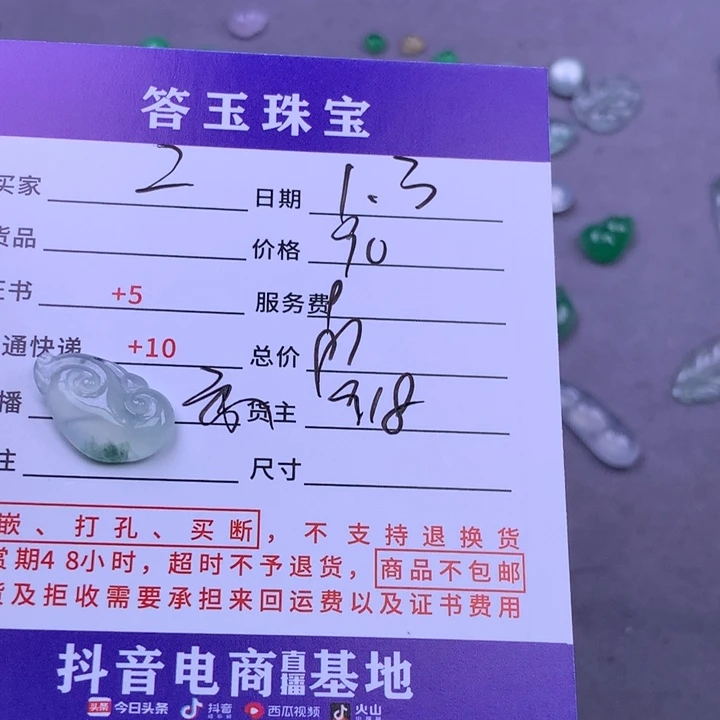 答玉珠宝
买家 2 日期 1.3
货品 价格 90
证书 +5 服务费 9
通快递 +10 总价 99
播 货主 918
主 尺寸
嵌、打孔、买断，不支持退换货
赏期48小时，超时不予退货，商品不包邮
货及拒收需要承担来回运费以及证书费用
抖音电商直播基地
头条 今日头条 抖音 西瓜视频 火山